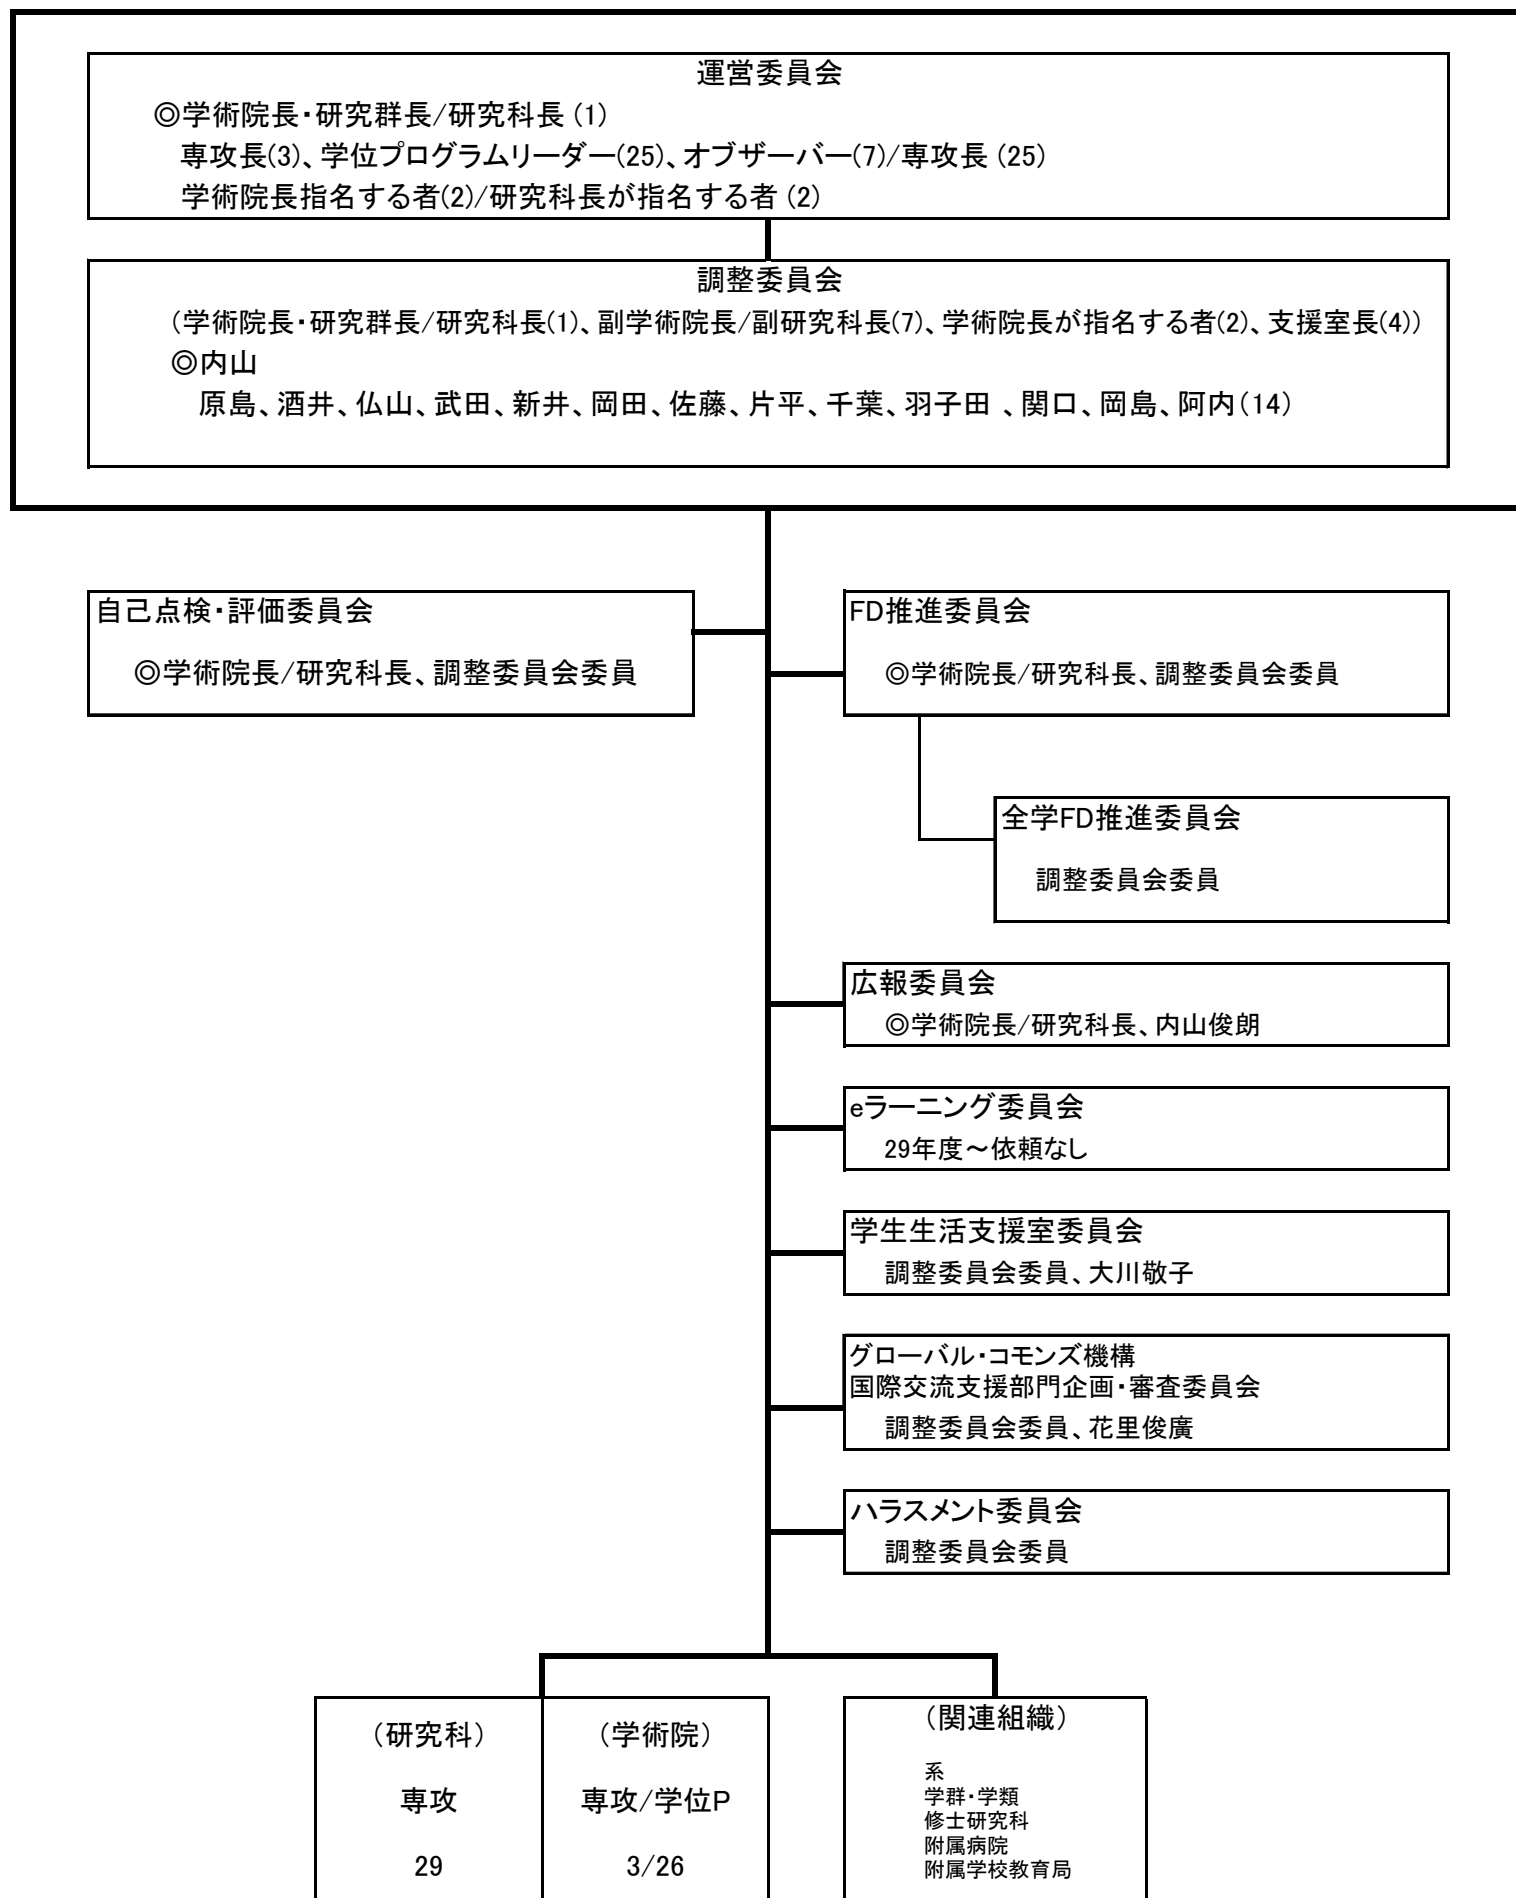 運営委員会
◎学術院長・研究群長/研究科長 (1)
専攻長(3)、学位プログラムリーダー(25)、オブザーバー(7)/専攻長 (25)
学術院長指名する者(2)/研究科長が指名する者 (2)
調整委員会
(学術院長・研究群長/研究科長(1)、副学術院長/副研究科長(7)、学術院長が指名する者(2)、支援室長(4))
◎内山
原島、酒井、仏山、武田、新井、岡田、佐藤、片平、千葉、羽子田 、関口、岡島、阿内(14)
自己点検・評価委員会
◎学術院長/研究科長、調整委員会委員
FD推進委員会
◎学術院長/研究科長、調整委員会委員
全学FD推進委員会
調整委員会委員
広報委員会
◎学術院長/研究科長、内山俊朗
eラーニング委員会
29年度～依頼なし
学生生活支援室委員会
調整委員会委員、大川敬子
グローバル・コモンズ機構
国際交流支援部門企画・審査委員会
調整委員会委員、花里俊廣
ハラスメント委員会
調整委員会委員
(研究科)
専攻
29
(学術院)
専攻/学位P
3/26
(関連組織)
系
学群・学類
修士研究科
附属病院
附属学校教育局